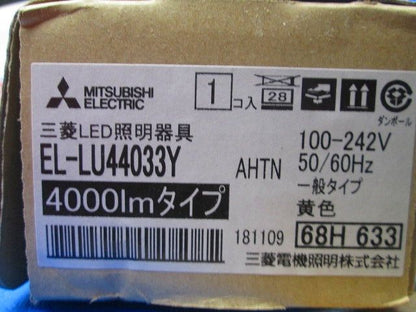 MITSUBISHI
ELECTRIC
1 コ入
28
ダンボール
三菱LED照明器具
EL-LU44033Y AHTN
4000lmタイプ
100-242V
50/60Hz
一般タイプ
黄色
181109 68H 633
三菱電機照明株式会社